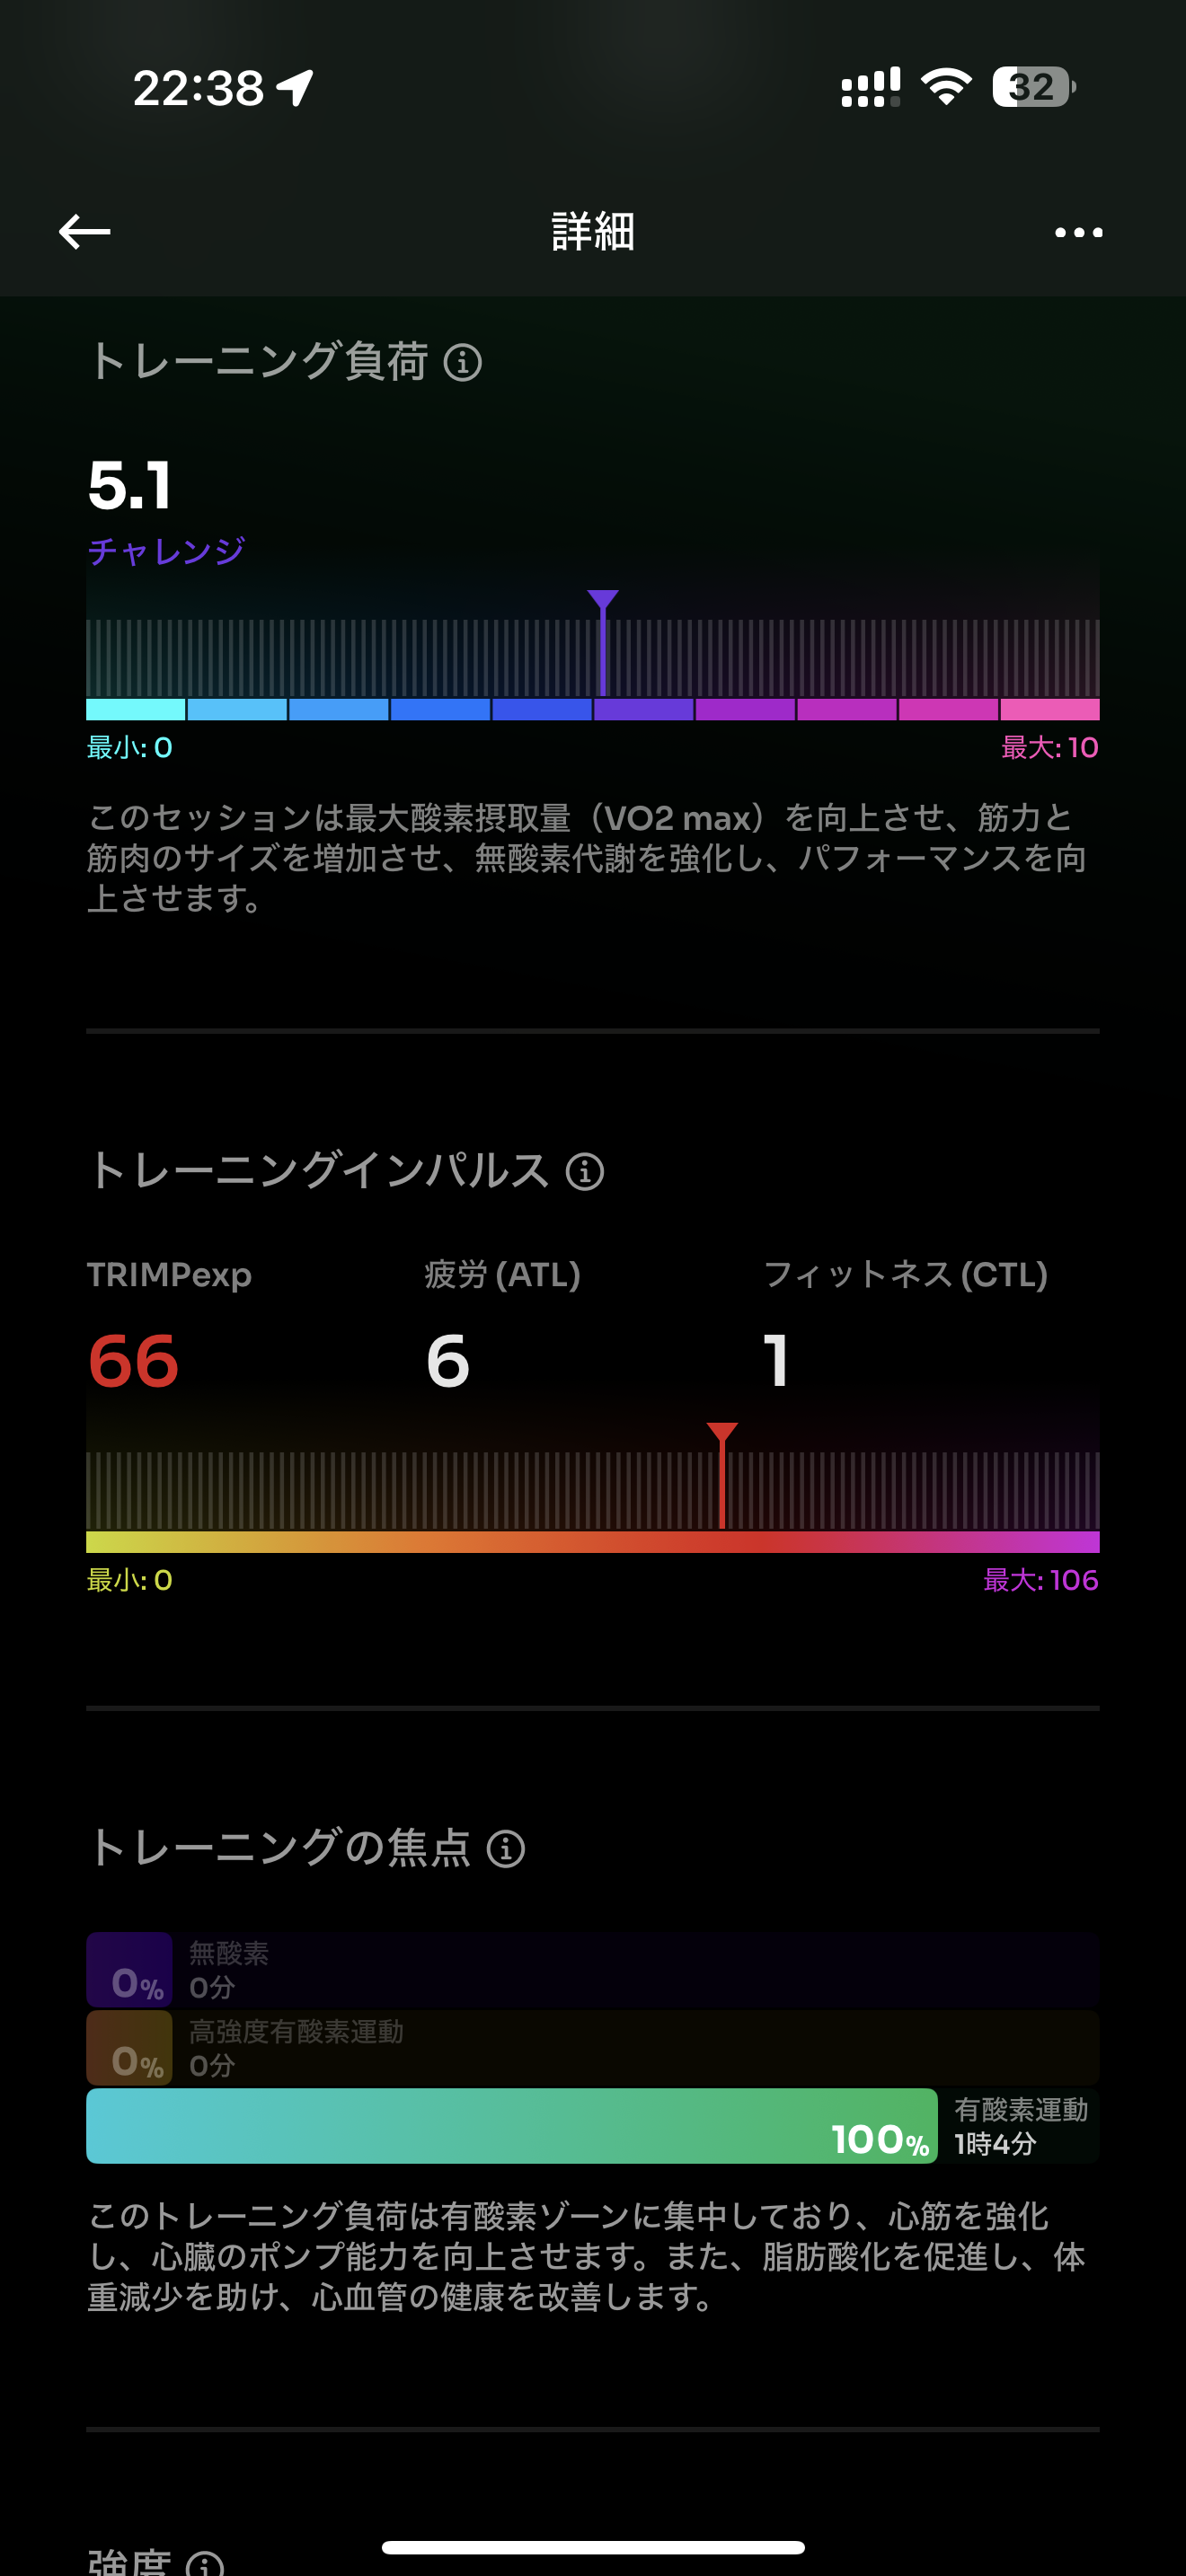 22:38
32
詳細
トレーニング負荷
5.1
チャレンジ
最小: 0
最大: 10
このセッションは最大酸素摂取量（VO2 max）を向上させ、筋力と
筋肉のサイズを増加させ、無酸素代謝を強化し、パフォーマンスを向
上させます。
トレーニングインパルス
TRIMPexp
疲労 (ATL)
フィットネス (CTL)
66
6
1
最小: 0
最大: 106
トレーニングの焦点
0%
無酸素
0分
0%
高強度有酸素運動
0分
100%
有酸素運動
1時4分
このトレーニング負荷は有酸素ゾーンに集中しており、心筋を強化
し、心臓のポンプ能力を向上させます。また、脂肪酸化を促進し、体
重減少を助け、心血管の健康を改善します。
強度